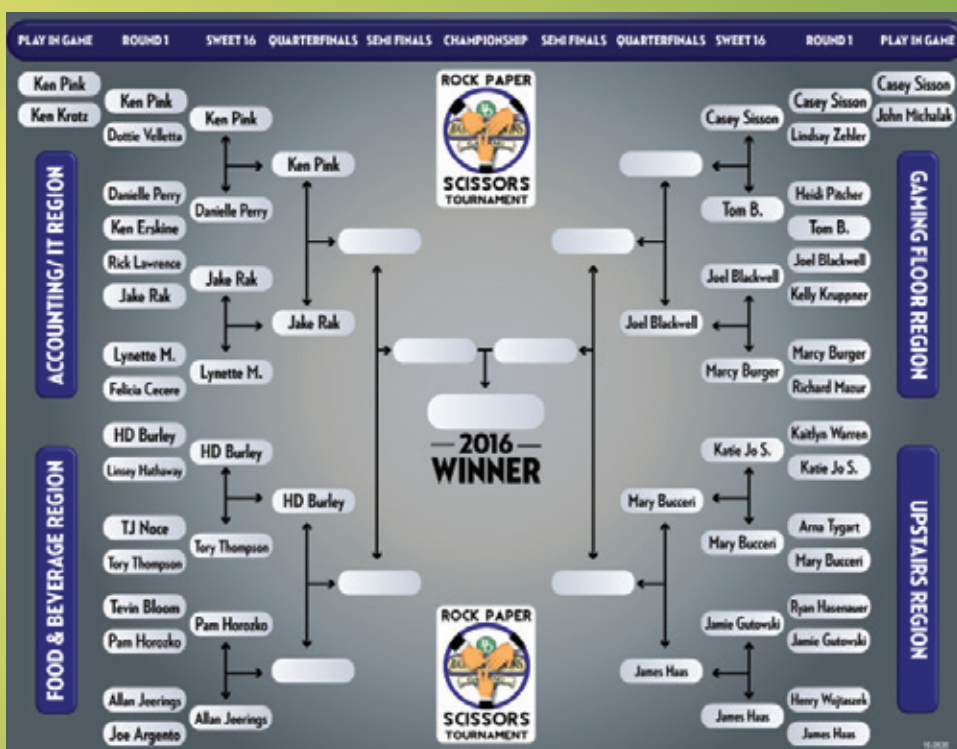 PLAY IN GAME ROUND 1 SWEET 16 QUARTERFINALS SEMI FINALS CHAMPIONSHIP SEMI FINALS QUARTERFINALS SWEET 16 ROUND 1 PLAY IN GAME
Ken Pink
Ken Krotz
Ken Pink
Dottie Velletta
Danielle Perry
Ken Erskine
Rick Lawrence
Jake Rak
Lynette M.
Felicia Cecere
Ken Pink
Danielle Perry
Jake Rak
Lynette M.
Ken Pink
Jake Rak
ACCOUNTING/ IT REGION
HD Burley
Linsey Hathaway
TJ Noce
Tory Thompson
Tevin Bloom
Pam Horozko
Allan Jeerings
Joe Argento
HD Burley
Tory Thompson
Pam Horozko
Allan Jeerings
HD Burley
FOOD & BEVERAGE REGION
ROCK PAPER
SCISSORS
TOURNAMENT
2016
WINNER
ROCK PAPER
SCISSORS
TOURNAMENT
Casey Sisson
John Michalak
Casey Sisson
Lindsay Zehler
Heidi Pitcher
Tom B.
Joel Blackwell
Kelly Kruppner
Marcy Burger
Richard Mazur
Casey Sisson
Tom B.
Joel Blackwell
Marcy Burger
Joel Blackwell
GAMING FLOOR REGION
Kaitlyn Warren
Katie Jo S.
Arna Tygart
Mary Bucceri
Ryan Hasenauer
Jamie Gutowski
Henry Wojtaszek
James Haas
Katie Jo S.
Mary Bucceri
Jamie Gutowski
James Haas
Mary Bucceri
James Haas
UPSTAIRS REGION